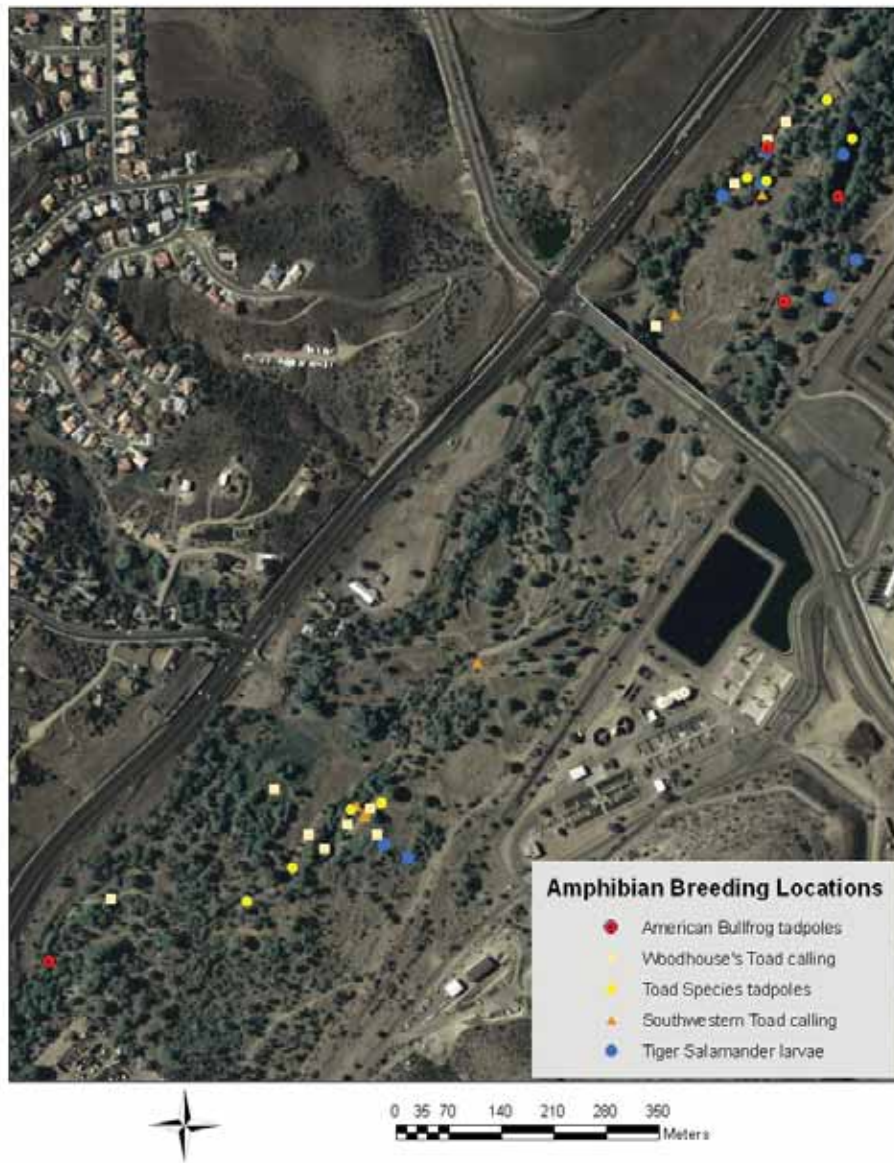 Amphibian Breeding Locations
American Bullfrog tadpoles
Woodhouse's Toad calling
Toad Species tadpoles
Southwestern Toad calling
Tiger Salamander larvae
0 35 70 140 210 280 350
Meters